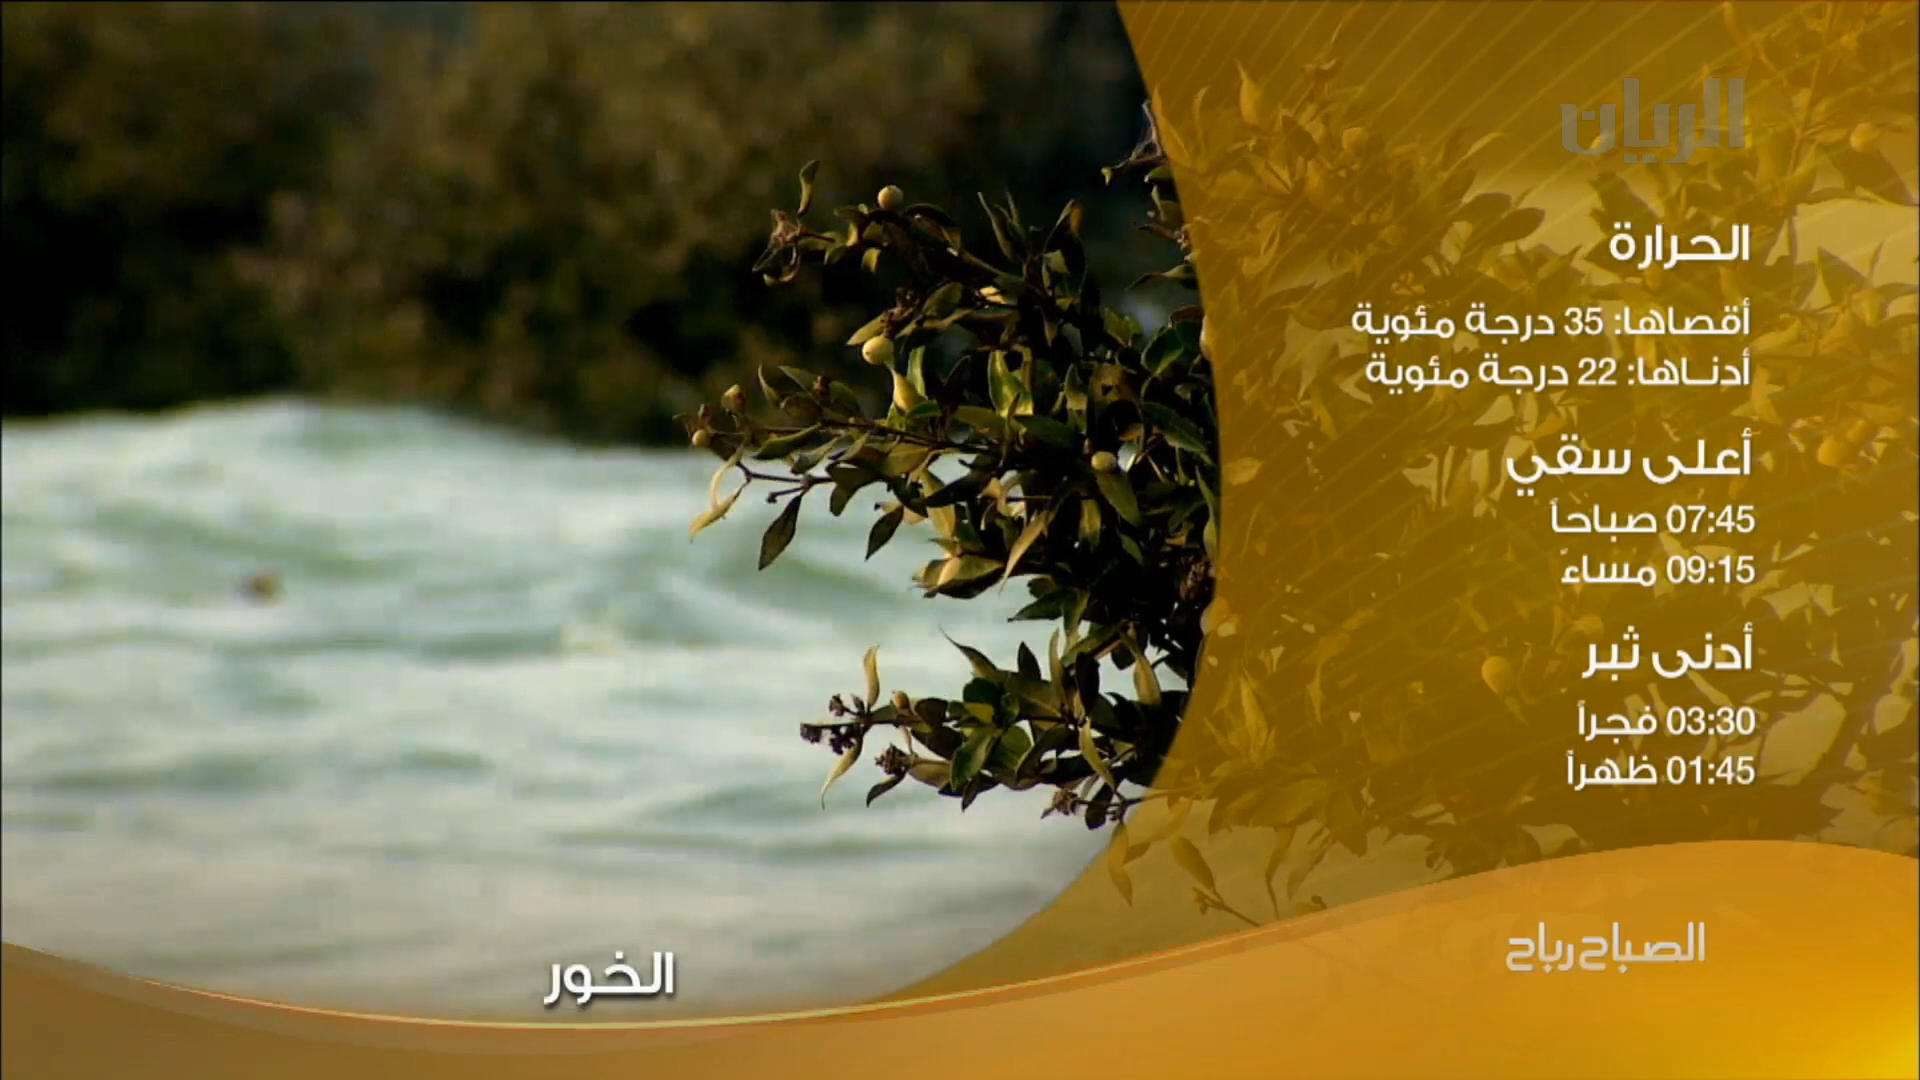 الريان
الحرارة
أقصاها: 35 درجة مئوية
أدناها: 22 درجة مئوية
أعلى سقي
07:45 صباحاً
09:15 مساءً
أدنى ثبر
03:30 فجراً
01:45 ظهراً
الصباح رباح
الخور